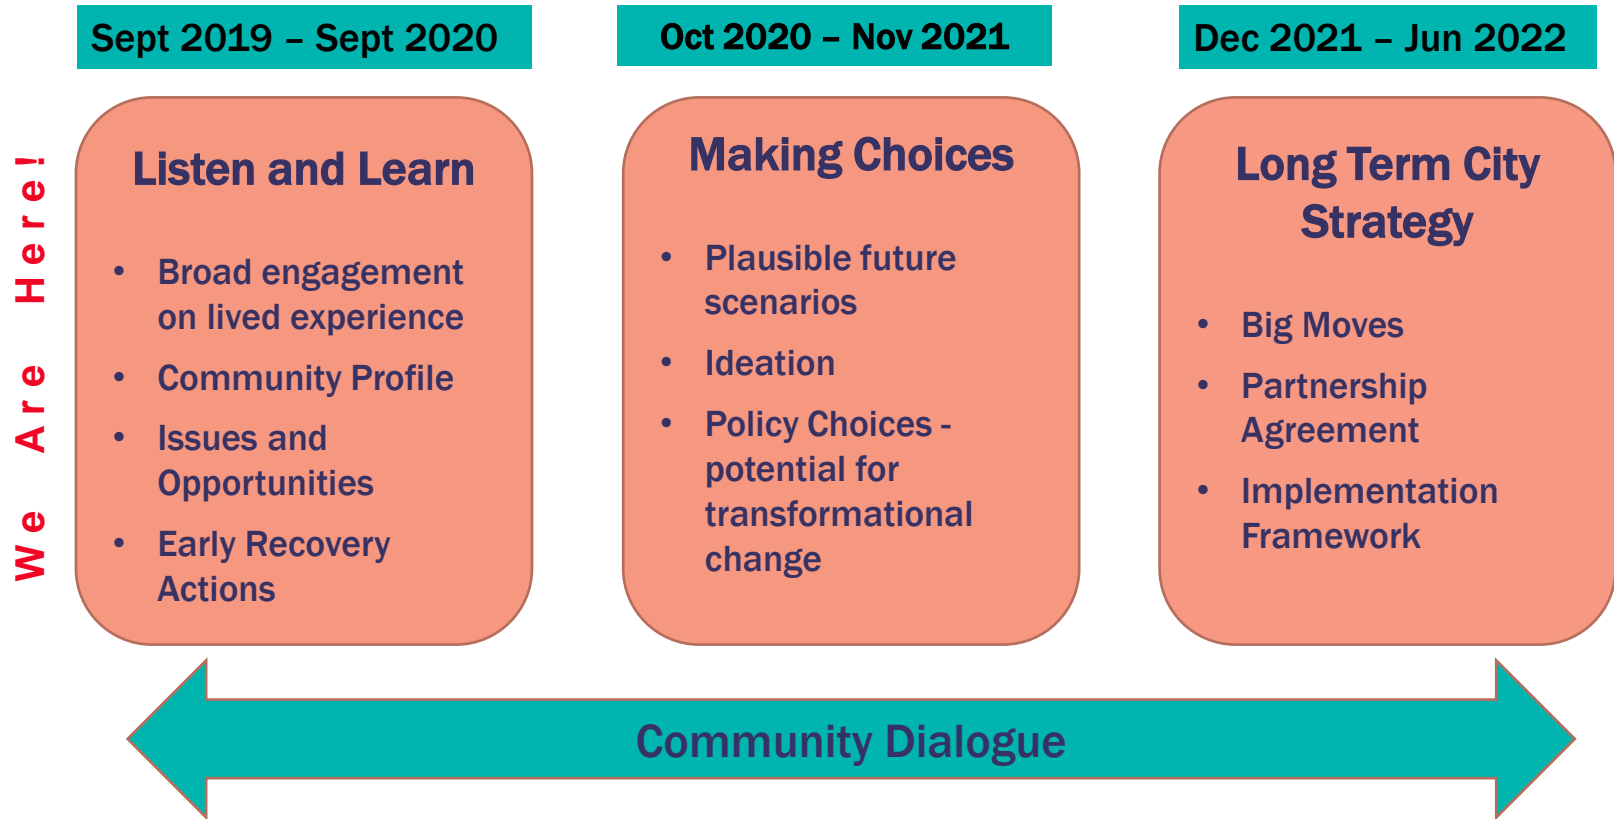 Sept 2019 – Sept 2020
Oct 2020 – Nov 2021
Dec 2021 – Jun 2022
We Are Here!
Listen and Learn
• Broad engagement
on lived experience
• Community Profile
• Issues and
Opportunities
• Early Recovery
Actions
Making Choices
• Plausible future
scenarios
• Ideation
• Policy Choices -
potential for
transformational
change
Long Term City
Strategy
• Big Moves
• Partnership
Agreement
• Implementation
Framework
Community Dialogue